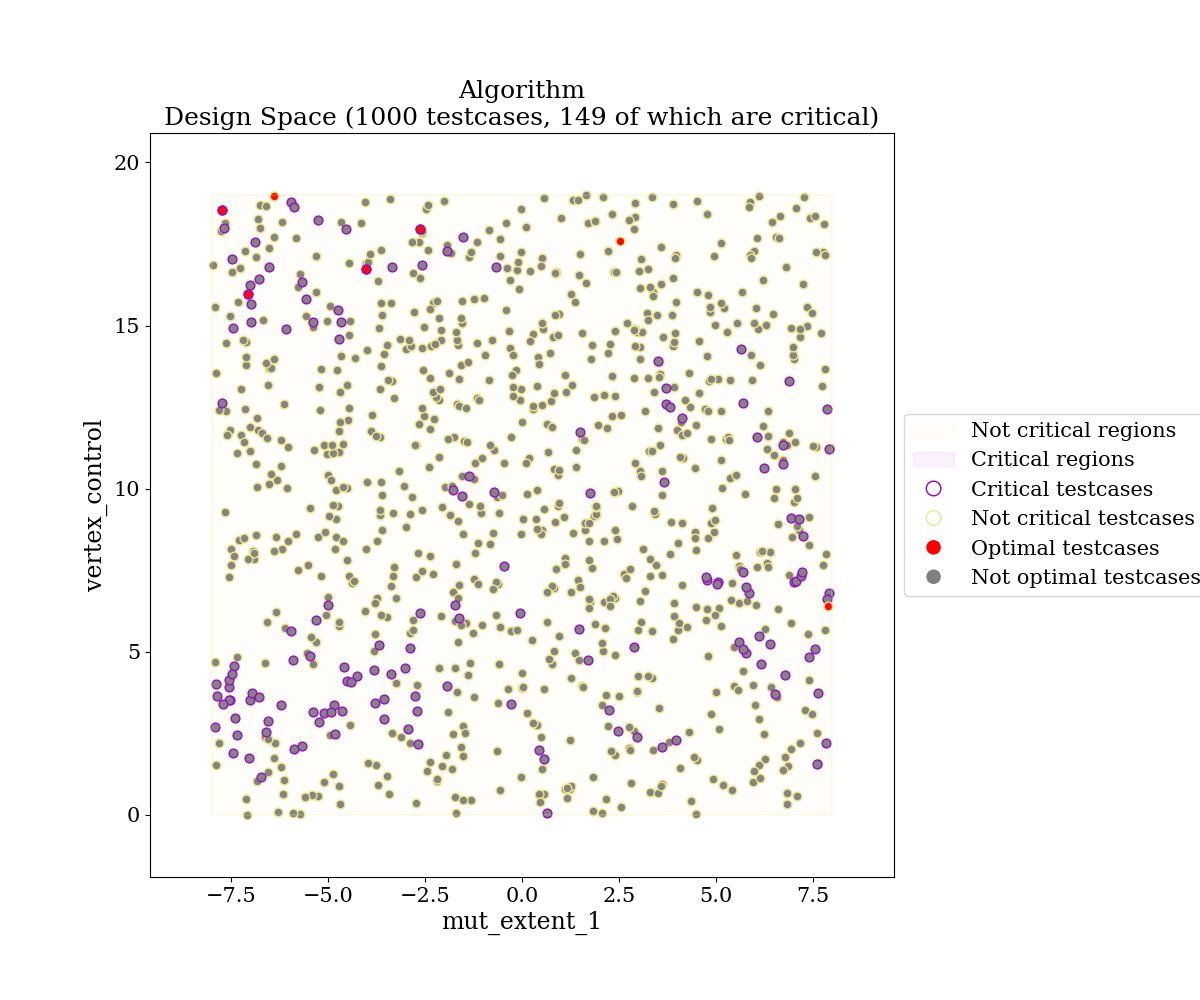 Algorithm
Design Space (1000 testcases, 149 of which are critical)
20
15
10
5
0
vertex_control
−7.5
−5.0
−2.5
0.0
2.5
5.0
7.5
mut_extent_1
Not critical regions
Critical regions
Critical testcases
Not critical testcases
Optimal testcases
Not optimal testcases